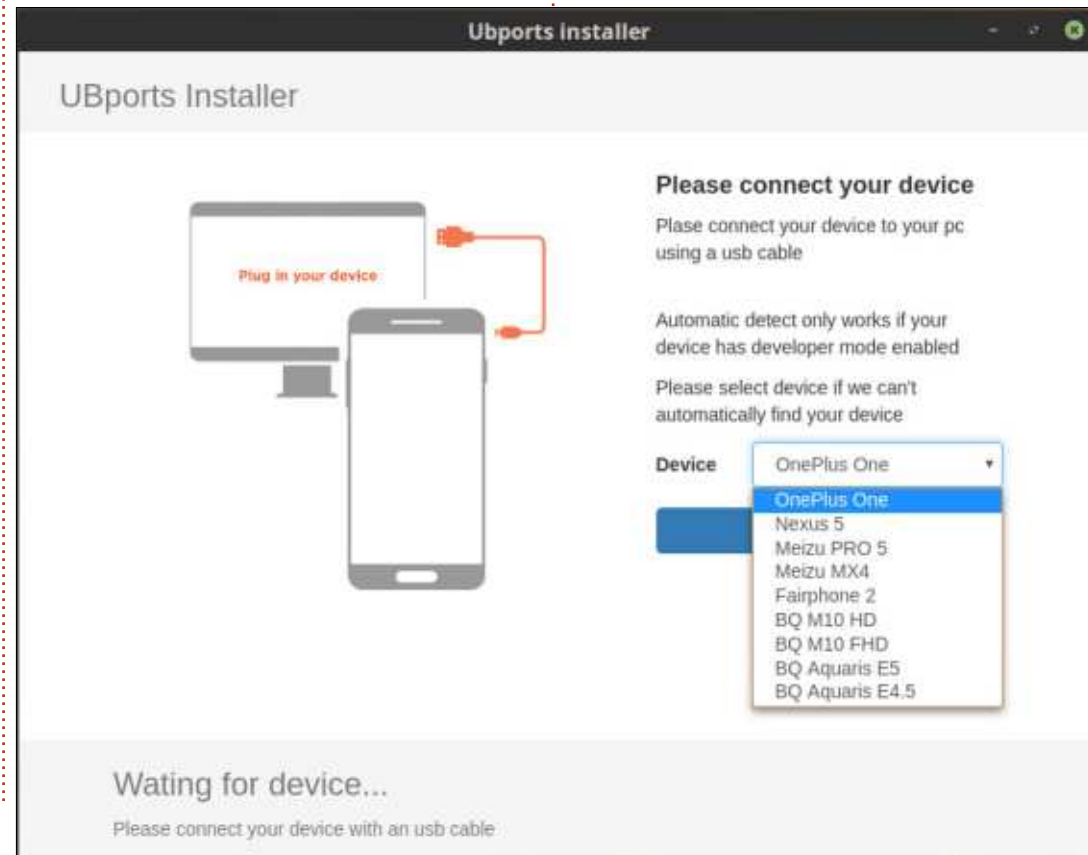 Ubports installer
UBports Installer
Plug in your device
Please connect your device
Plase connect your device to your pc
using a usb cable
Automatic detect only works if your
device has developer mode enabled
Please select device if we can't
automatically find your device
Device
OnePlus One
OnePlus One
Nexus 5
Meizu PRO 5
Meizu MX4
Fairphone 2
BQ M10 HD
BQ M10 FHD
BQ Aquaris E5
BQ Aquaris E4.5
Wating for device...
Please connect your device with an usb cable